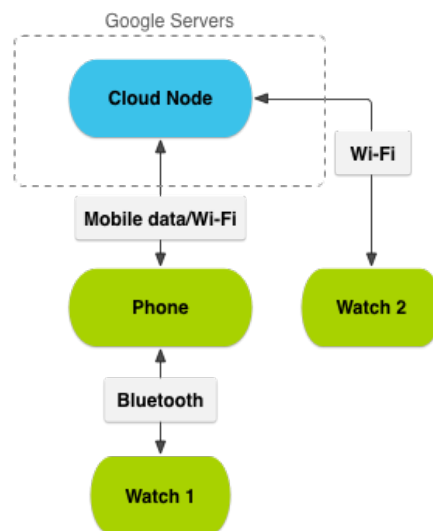 Google Servers
Cloud Node
Wi-Fi
Mobile data/Wi-Fi
Phone
Watch 2
Bluetooth
Watch 1